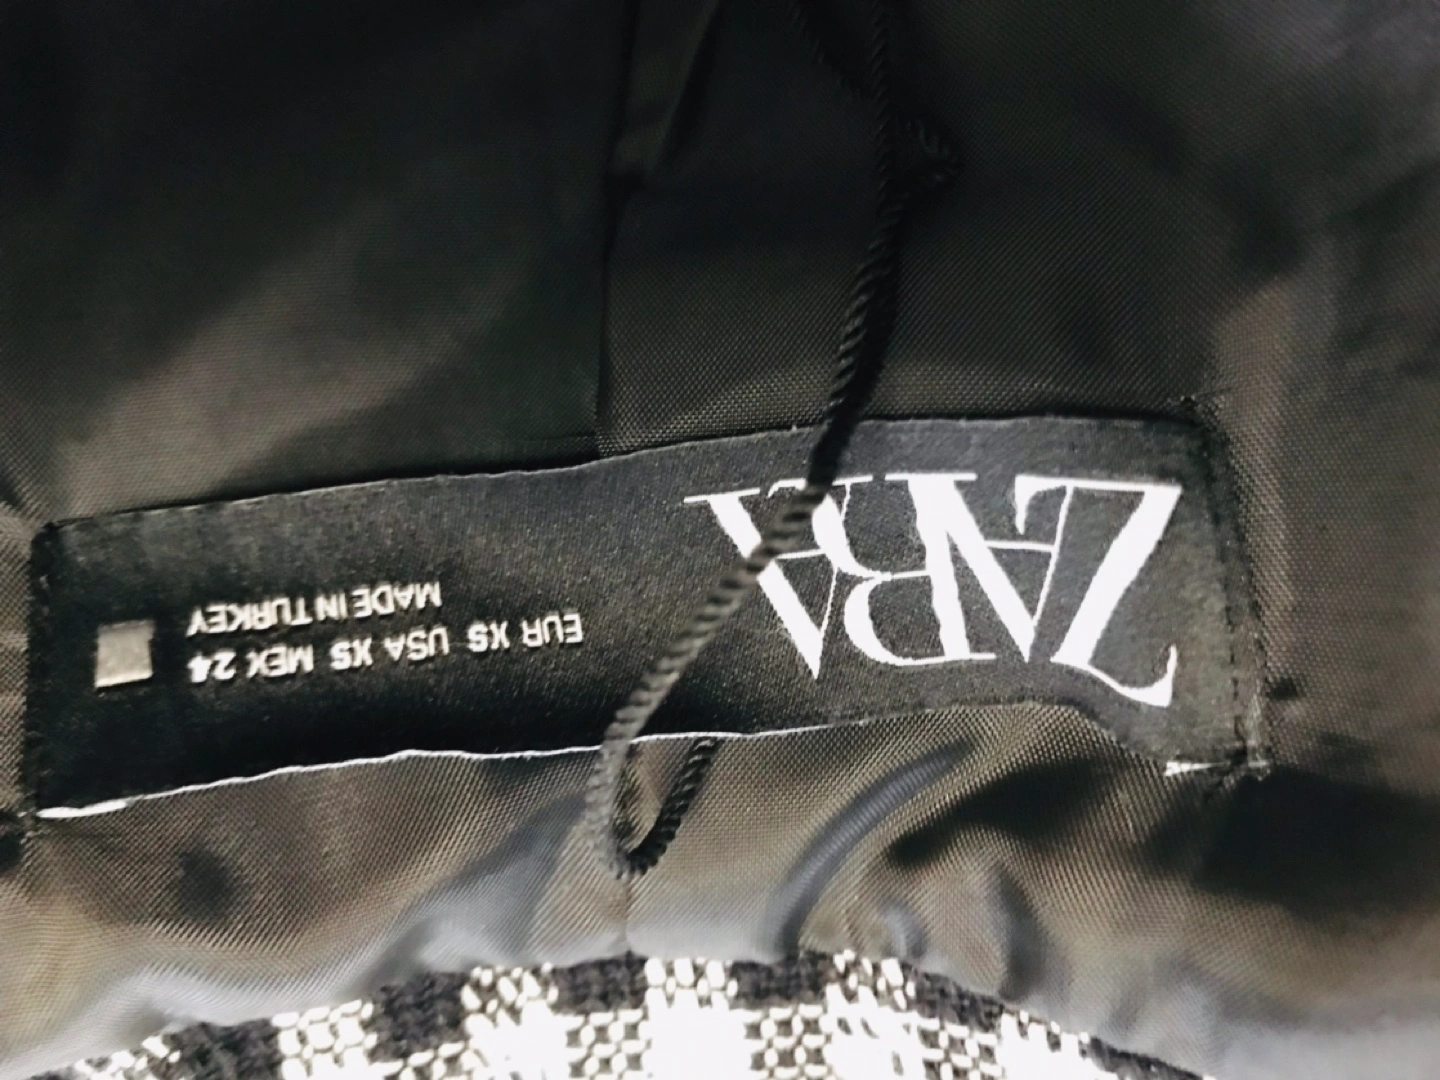 ZARA
EUR XS USA XS MEX 24
MADE IN TURKEY